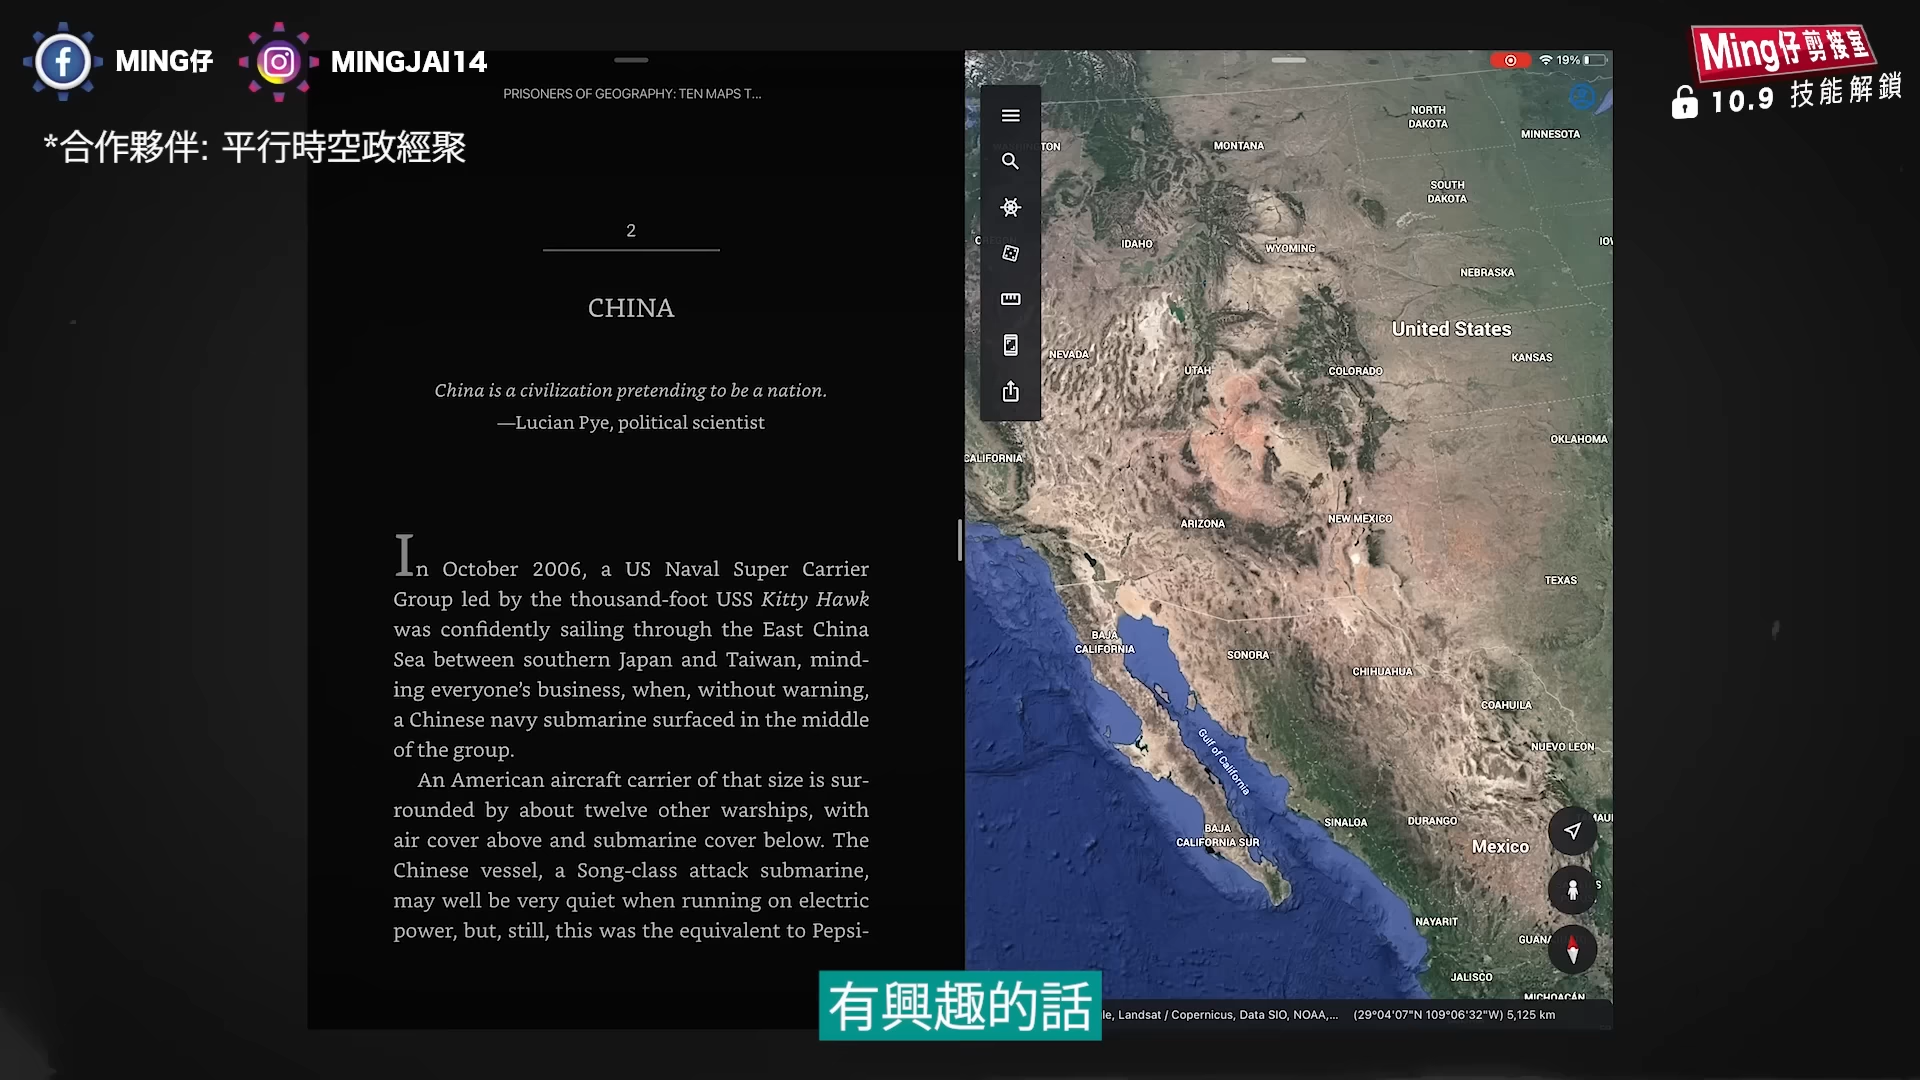 MING仔
MINGJAI14
*合作夥伴: 平行時空政經聚
Ming仔剪接室
10.9 技能解鎖
PRISONERS OF GEOGRAPHY: TEN MAPS T...
2
CHINA
China is a civilization pretending to be a nation.
—Lucian Pye, political scientist
In October 2006, a US Naval Super Carrier
Group led by the thousand-foot USS Kitty Hawk
was confidently sailing through the East China
Sea between southern Japan and Taiwan, mind-
ing everyone's business, when, without warning,
a Chinese navy submarine surfaced in the middle
of the group.
An American aircraft carrier of that size is sur-
rounded by about twelve other warships, with
air cover above and submarine cover below. The
Chinese vessel, a Song-class attack submarine,
may well be very quiet when running on electric
power, but, still, this was the equivalent to Pepsi-
19%
NORTH
DAKOTA
MINNESOTA
MONTANA
SOUTH
DAKOTA
IDAHO
WYOMING
NEBRASKA
United States
NEVADA
UTAH
COLORADO
KANSAS
OKLAHOMA
CALIFORNIA
ARIZONA
NEW MEXICO
TEXAS
BAJA
CALIFORNIA
SONORA
CHIHUAHUA
COAHUILA
NUEVO LEON
Gulf of California
BAJA
CALIFORNIA SUR
SINALOA
DURANGO
Mexico
NAYARIT
JALISCO
MICHOACÁN
le, Landsat / Copernicus, Data SIO, NOAA,...
(29°04'07"N 109°06'32"W) 5,125 km
有興趣的話